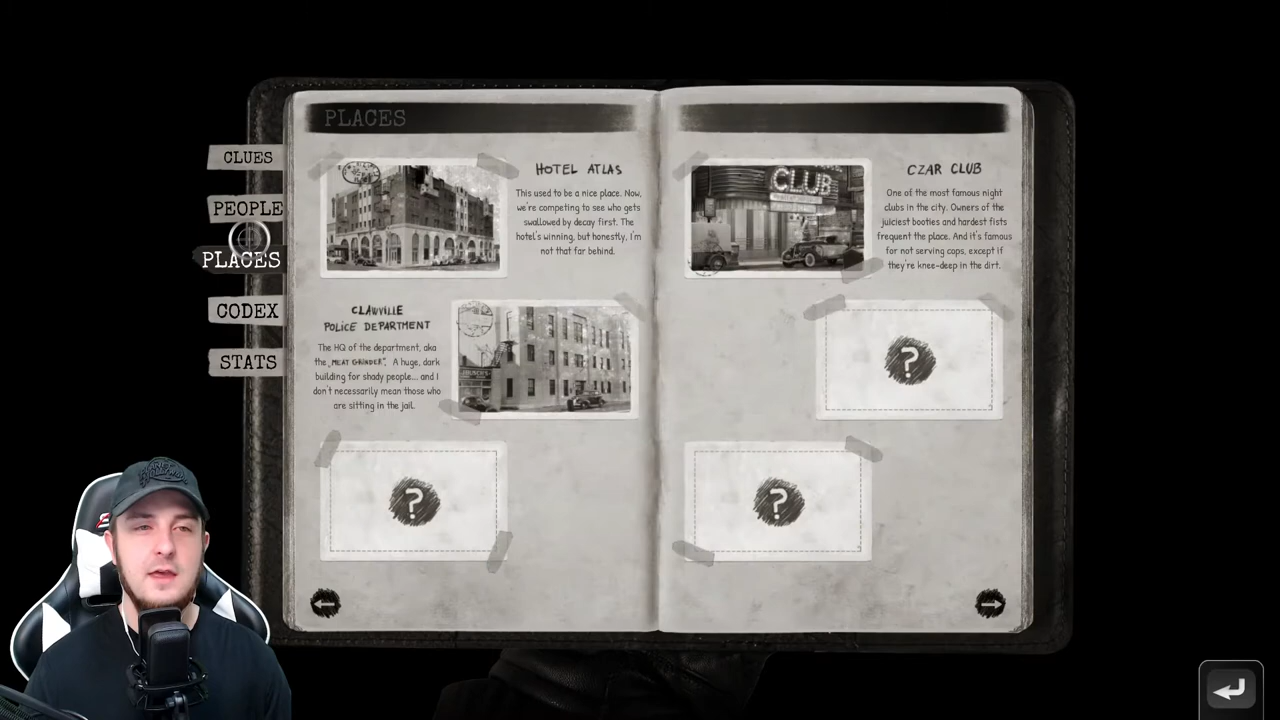 PLACES
CLUES
PEOPLE
PLACES
CODEX
STATS
HOTEL ATLAS
This used to be a nice place. Now,
we're competing to see who gets
swallowed by decay first. The
hotel's winning, but honestly, I'm
not that far behind.
CLAWVILLE
POLICE DEPARTMENT
The HQ of the department, aka
the „MEAT GRINDER". A huge, dark
building for shady people... and I
don't necessarily mean those who
are sitting in the jail.
?
CLUB
CZAR CLUB
One of the most famous night
clubs in the city. Owners of the
juiciest booties and hardest fists
frequent the place. And it's famous
for not serving cops, except if
they're knee-deep in the dirt.
?
?